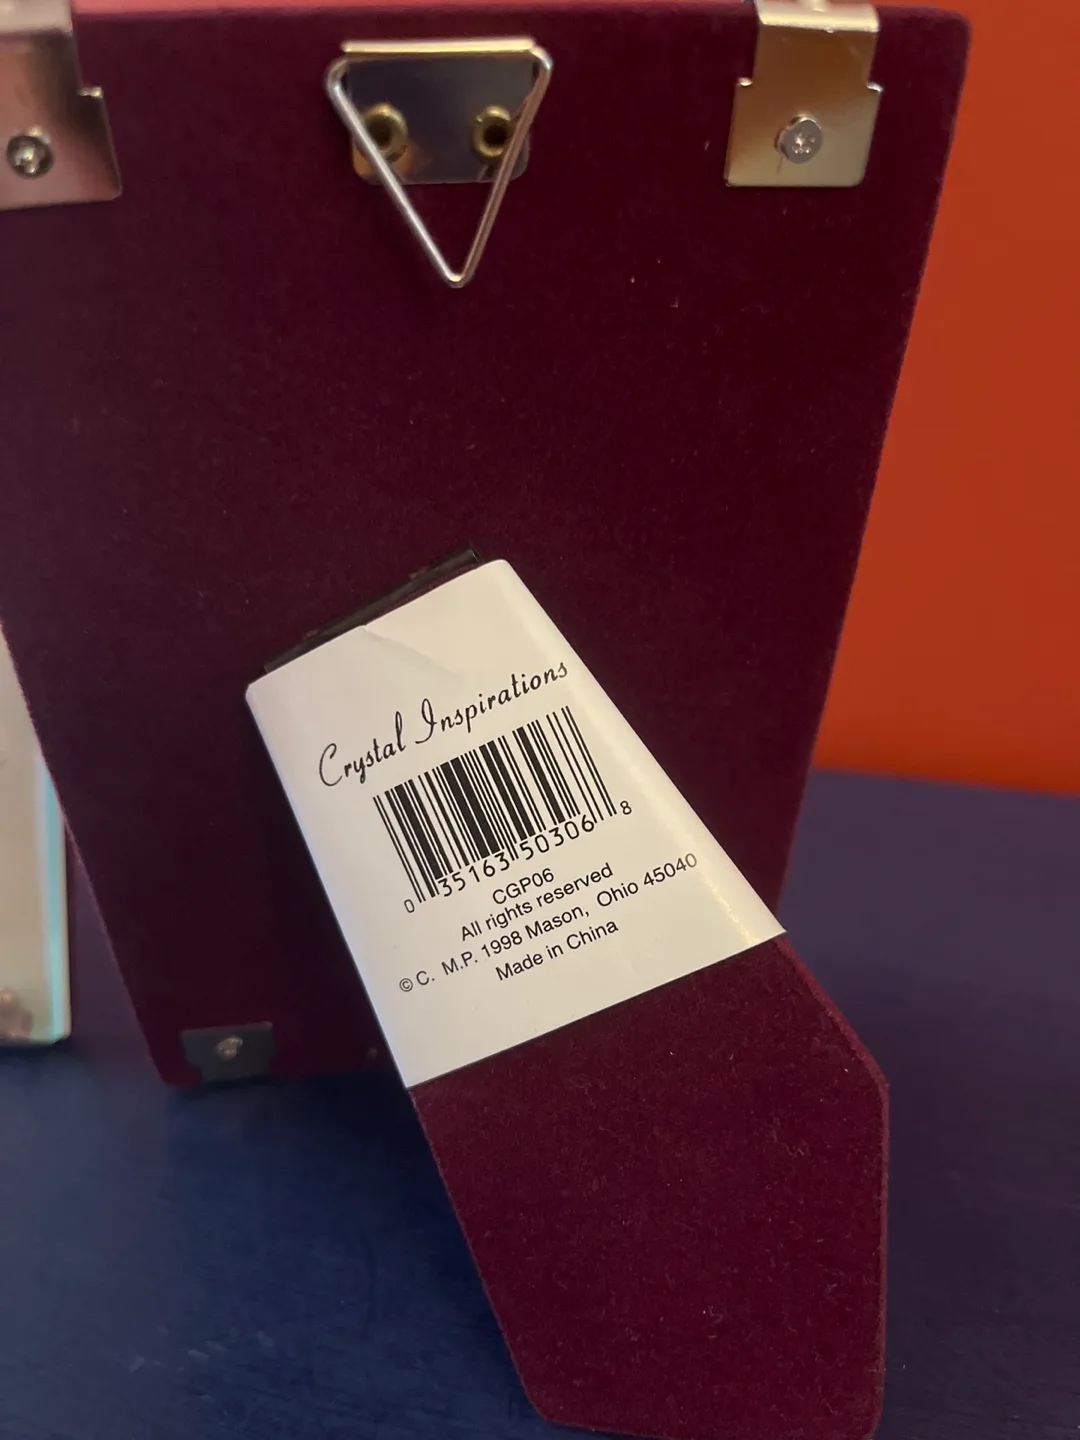 Crystal Inspirations
0 35163 50306 8
CGP06
All rights reserved
© C. M.P. 1998 Mason, Ohio 45040
Made in China